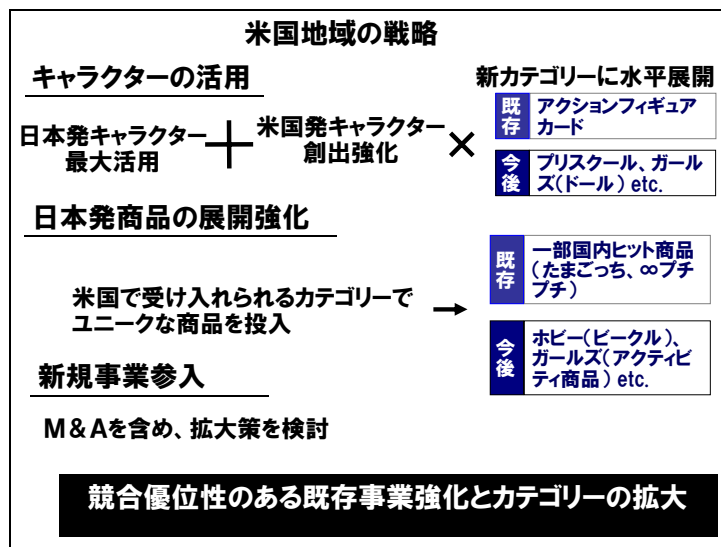 米国地域の戦略
キャラクターの活用
新カテゴリーに水平展開
日本発キャラクター
最大活用
＋
米国発キャラクター
創出強化
×
既存
アクションフィギュア
カード
今後
プリスクール、ガール
ズ(ドール) etc.
日本発商品の展開強化
米国で受け入れられるカテゴリーで
ユニークな商品を投入
→
既存
一部国内ヒット商品
(たまごっち、∞プチ
プチ)
今後
ホビー(ビークル)、
ガールズ(アクティビ
ティ商品) etc.
新規事業参入
M＆Aを含め、拡大策を検討
競合優位性のある既存事業強化とカテゴリーの拡大